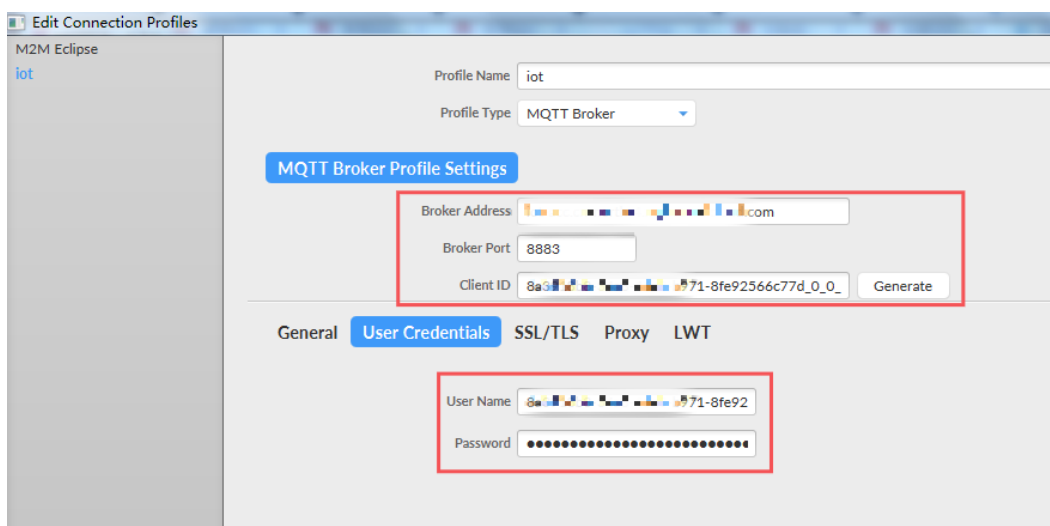 Edit Connection Profiles
M2M Eclipse
iot
Profile Name iot
Profile Type MQTT Broker
MQTT Broker Profile Settings
Broker Address .com
Broker Port 8883
Client ID 971-8fe92566c77d_0_0_ Generate
General User Credentials SSL/TLS Proxy LWT
User Name 971-8fe92
Password